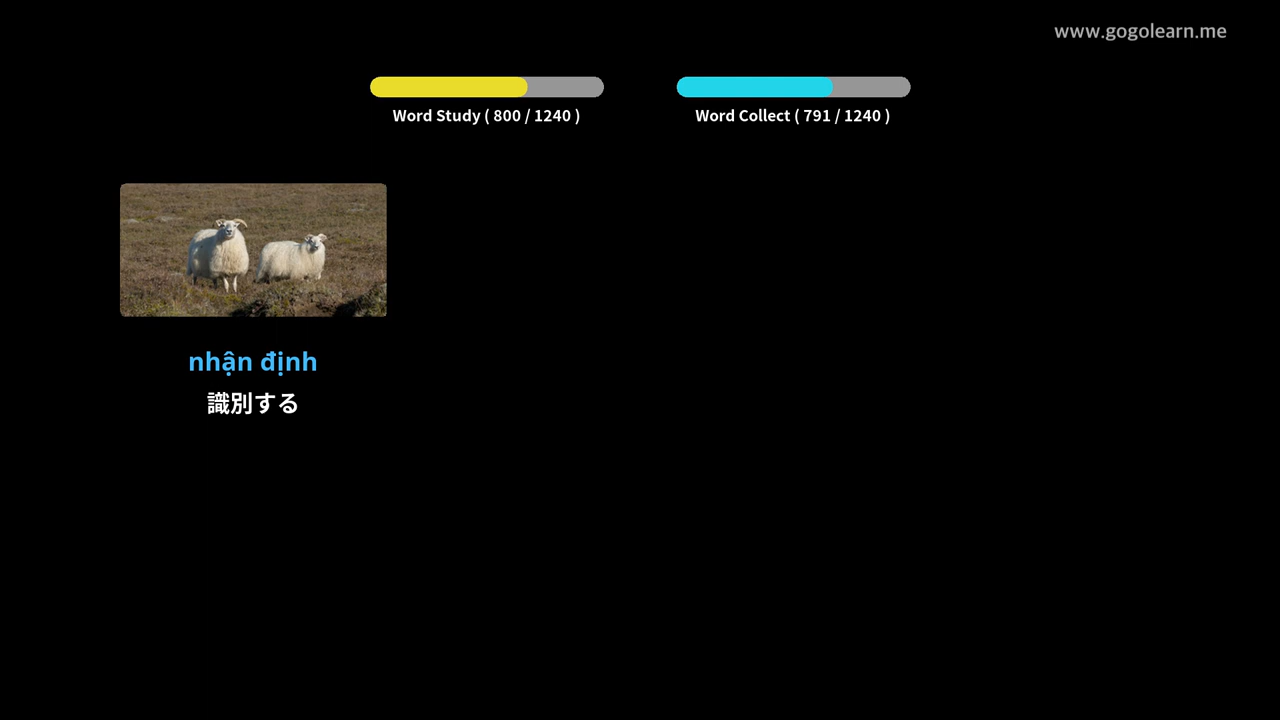 www.gogolearn.me
Word Study ( 800 / 1240 )
Word Collect ( 791 / 1240 )
nhận định
識別する